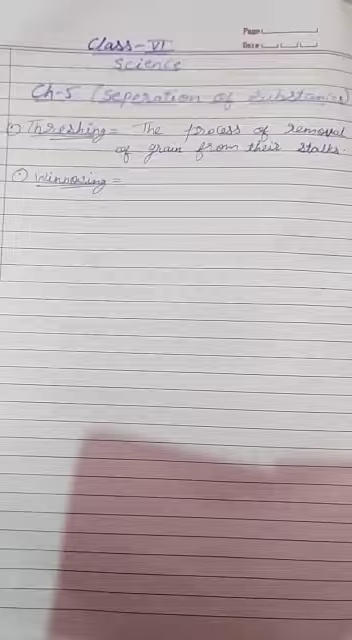 Page
Date
Class-VI
Science
Ch-5 (Seperation of Substances)
Threshing = The process of removal
of grain from their stalks.
Winnowing =